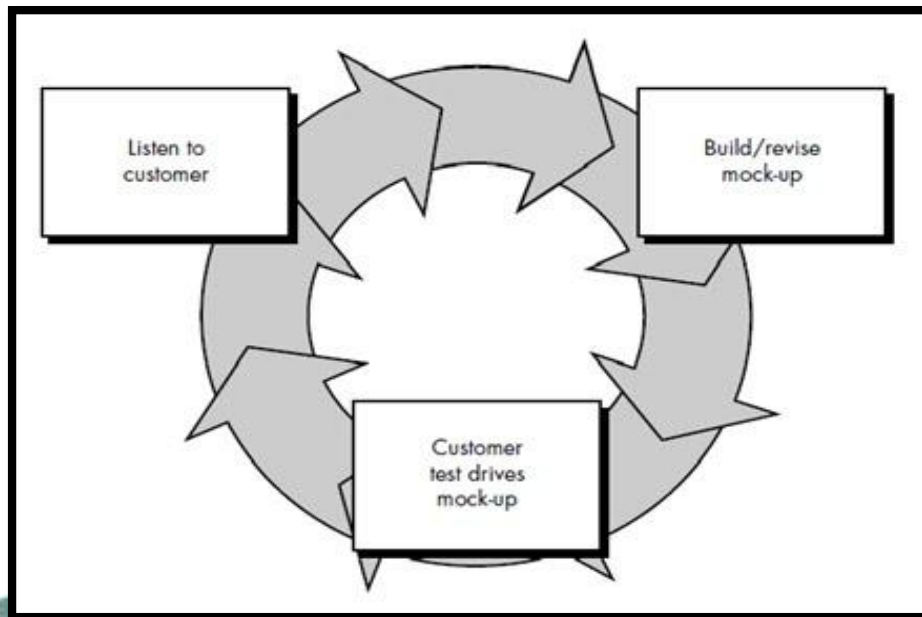 Listen to
customer
Build/revise
mock-up
Customer
test drives
mock-up